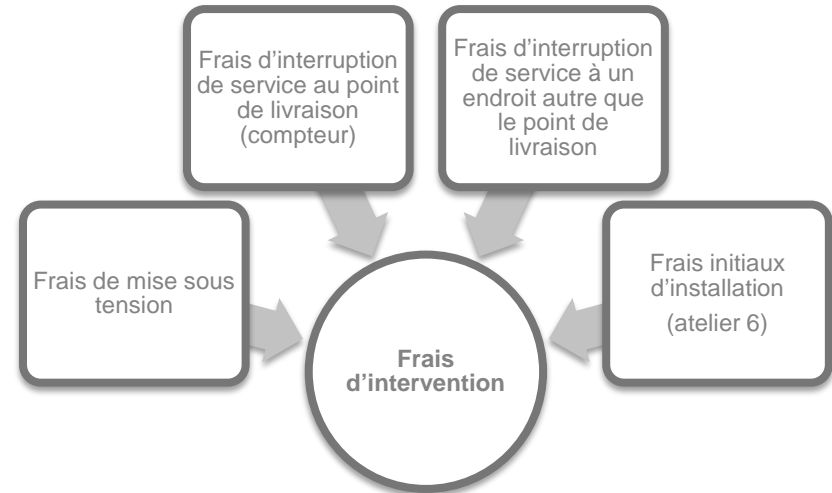 Frais d’interruption
de service au point
de livraison
(compteur)
Frais d’interruption
de service à un
endroit autre que
le point de
livraison
Frais de mise sous
tension
Frais initiaux
d’installation
(atelier 6)
Frais
d’intervention